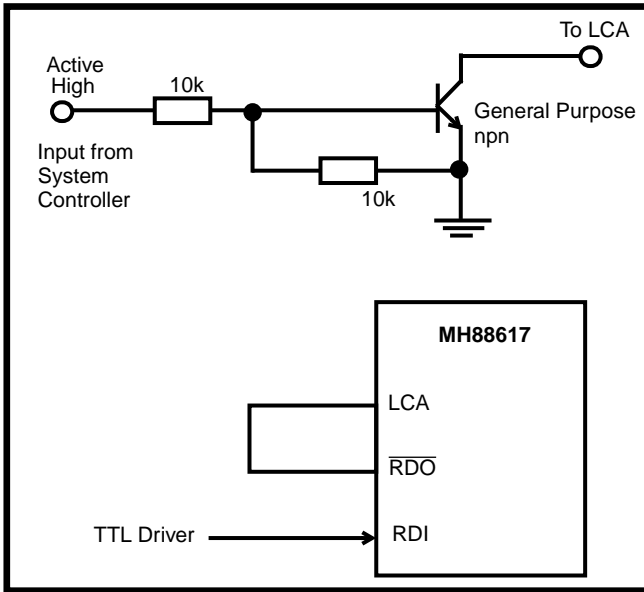 To LCA
Active
High
10k
General Purpose
npn
Input from
System
Controller
10k
MH88617
LCA
RDO
TTL Driver
RDI